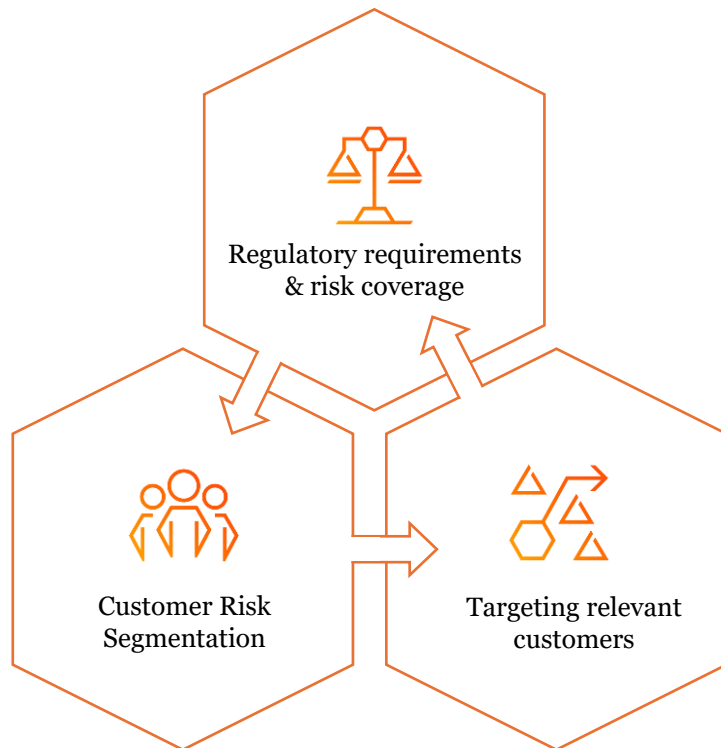 Regulatory requirements
& risk coverage
Customer Risk
Segmentation
Targeting relevant
customers